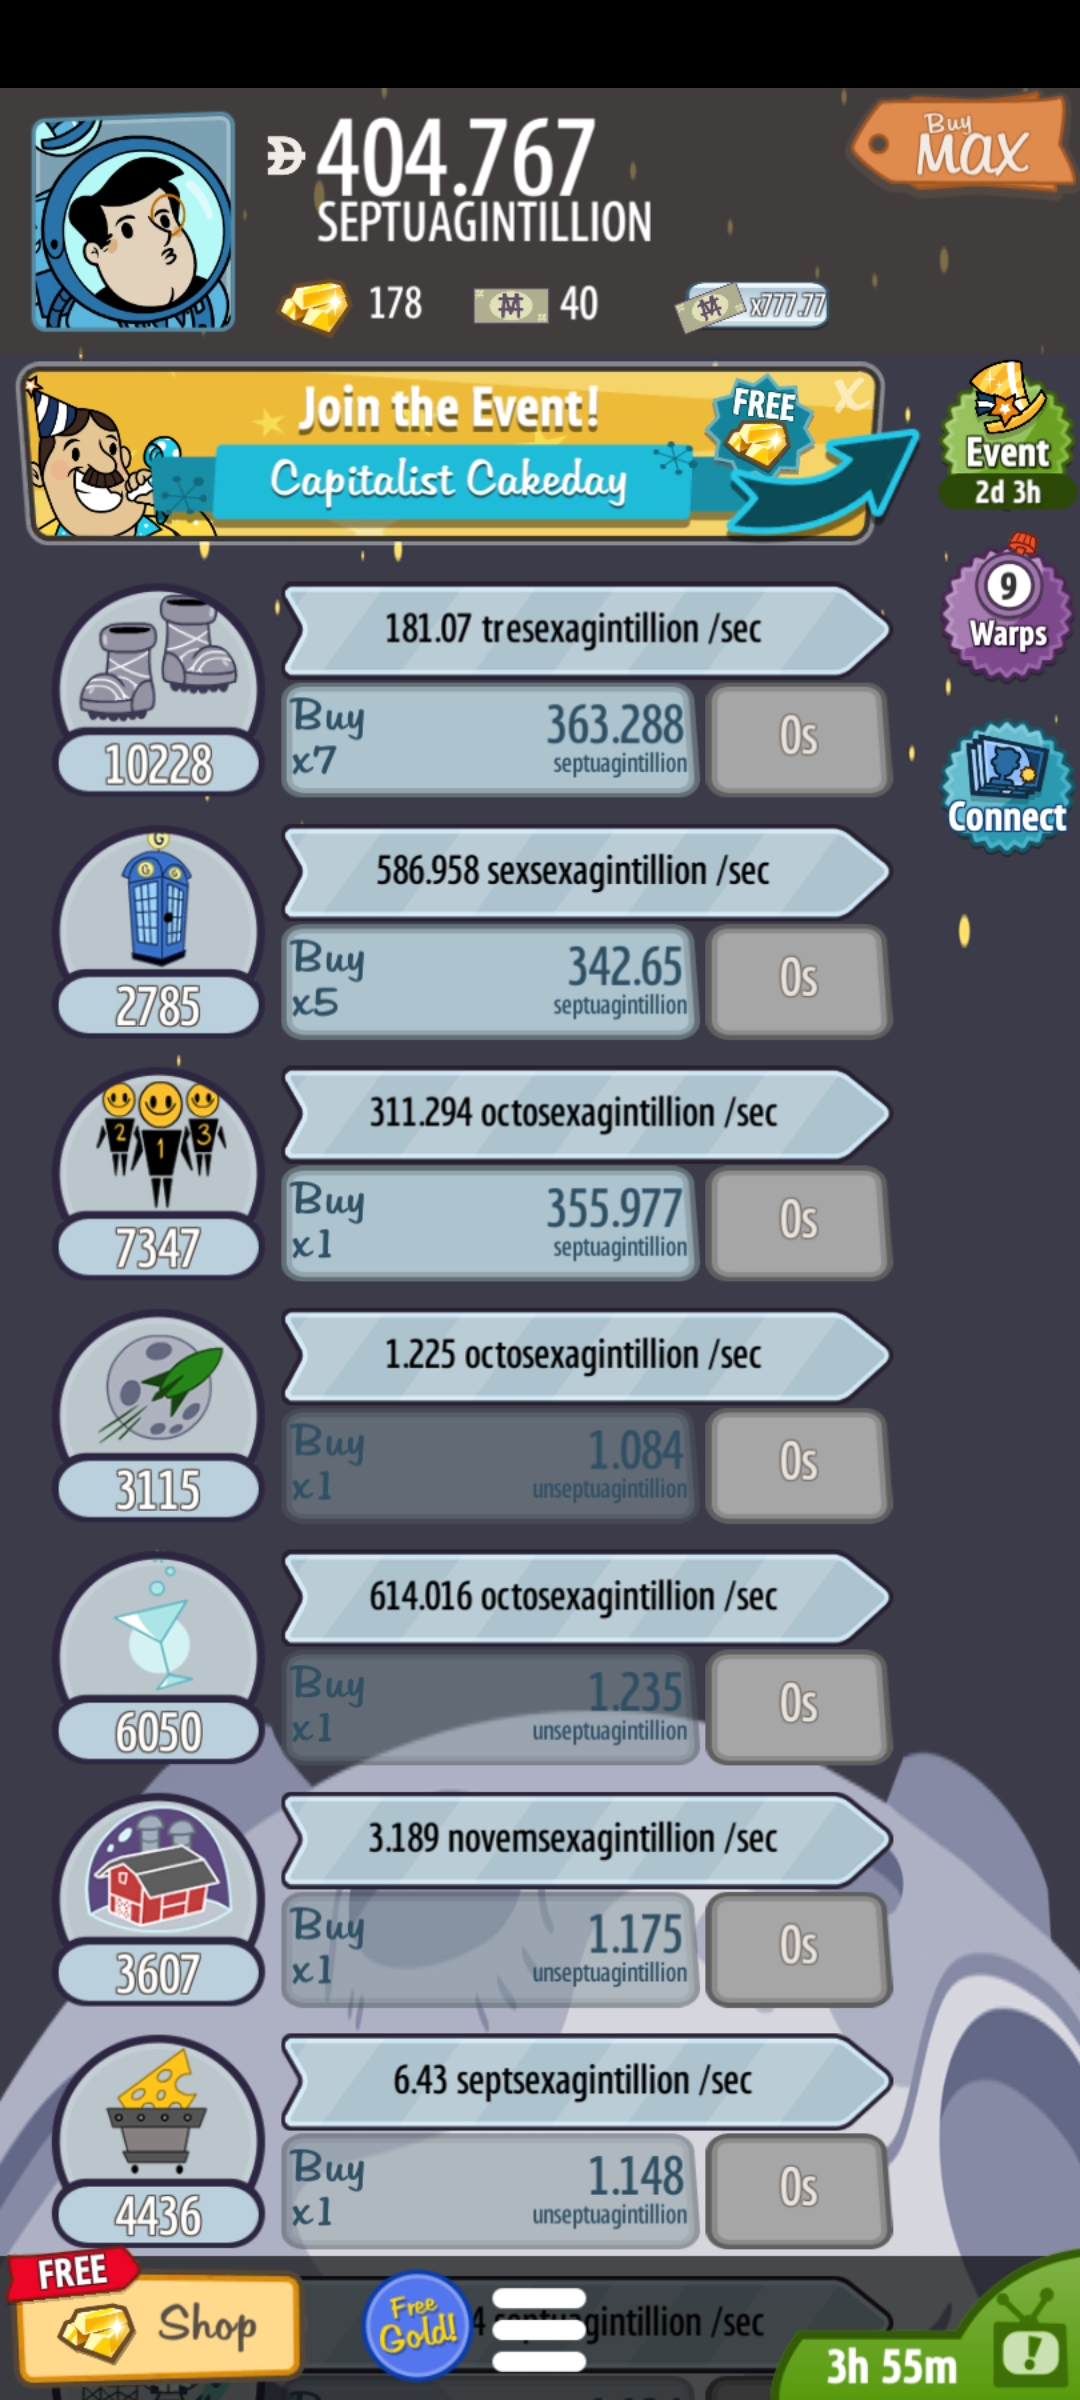 404.767
SEPTUAGINTILLION
Buy
MAX
178
40
x777.77
Join the Event!
FREE
X
Capitalist Cakeday
Event
2d 3h
9
Warps
Connect
181.07 tresexagintillion /sec
10228
Buy
x7
363.288
septuagintillion
0s
G
G G
586.958 sexsexagintillion /sec
2785
Buy
x5
342.65
septuagintillion
0s
2 1 3
311.294 octosexagintillion /sec
7347
Buy
x1
355.977
septuagintillion
0s
1.225 octosexagintillion /sec
3115
Buy
x1
1.084
unseptuagintillion
0s
614.016 octosexagintillion /sec
6050
Buy
x1
1.235
unseptuagintillion
0s
3.189 novemsexagintillion /sec
3607
Buy
x1
1.175
unseptuagintillion
0s
6.43 septsexagintillion /sec
4436
Buy
x1
1.148
unseptuagintillion
0s
FREE
Shop
Free
Gold!
/sec
3h 55m
!